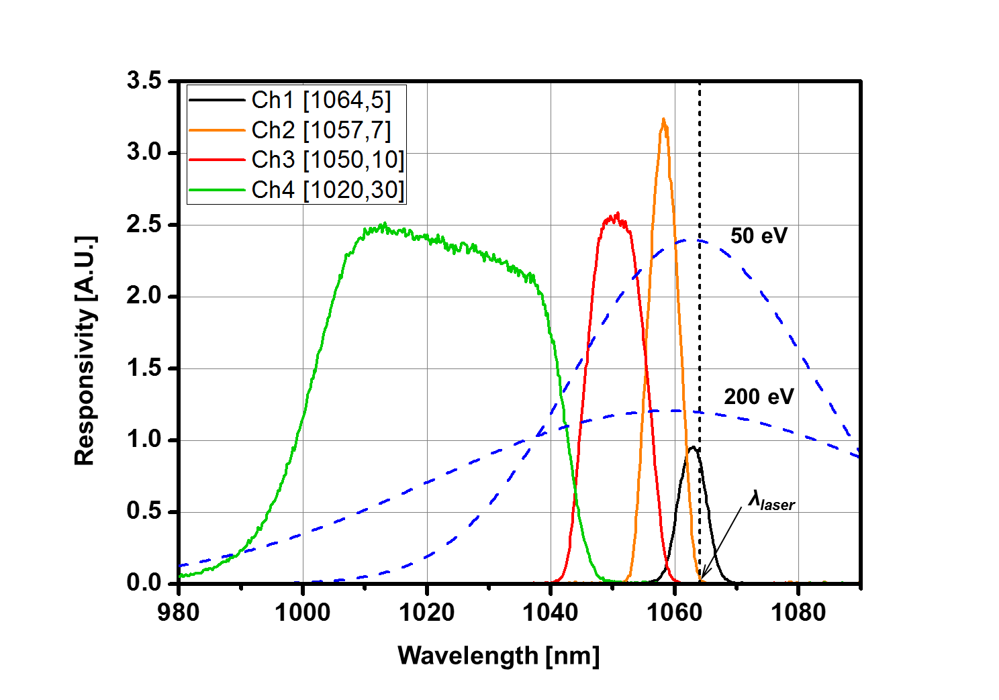 3.5
3.0
2.5
2.0
1.5
1.0
0.5
0.0
Responsivity [A.U.]
Ch1 [1064,5]
Ch2 [1057,7]
Ch3 [1050,10]
Ch4 [1020,30]
50 eV
200 eV
λlaser
980 1000 1020 1040 1060 1080
Wavelength [nm]